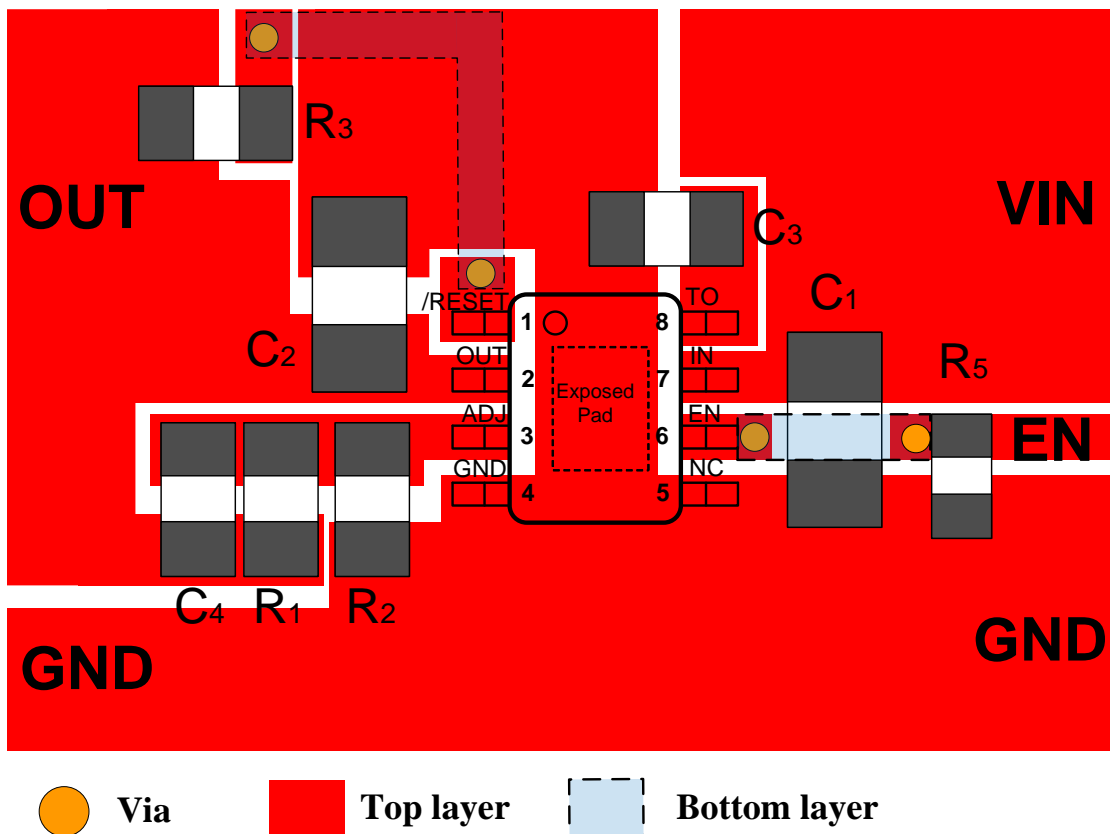 R3
OUT
VIN
C3
/RESET
TO
C1
1
8
C2
OUT
IN
R5
2
Exposed
Pad
7
ADJ
EN
3
6
EN
GND
NC
4
5
C4
R1
R2
GND
GND
Via
Top layer
Bottom layer